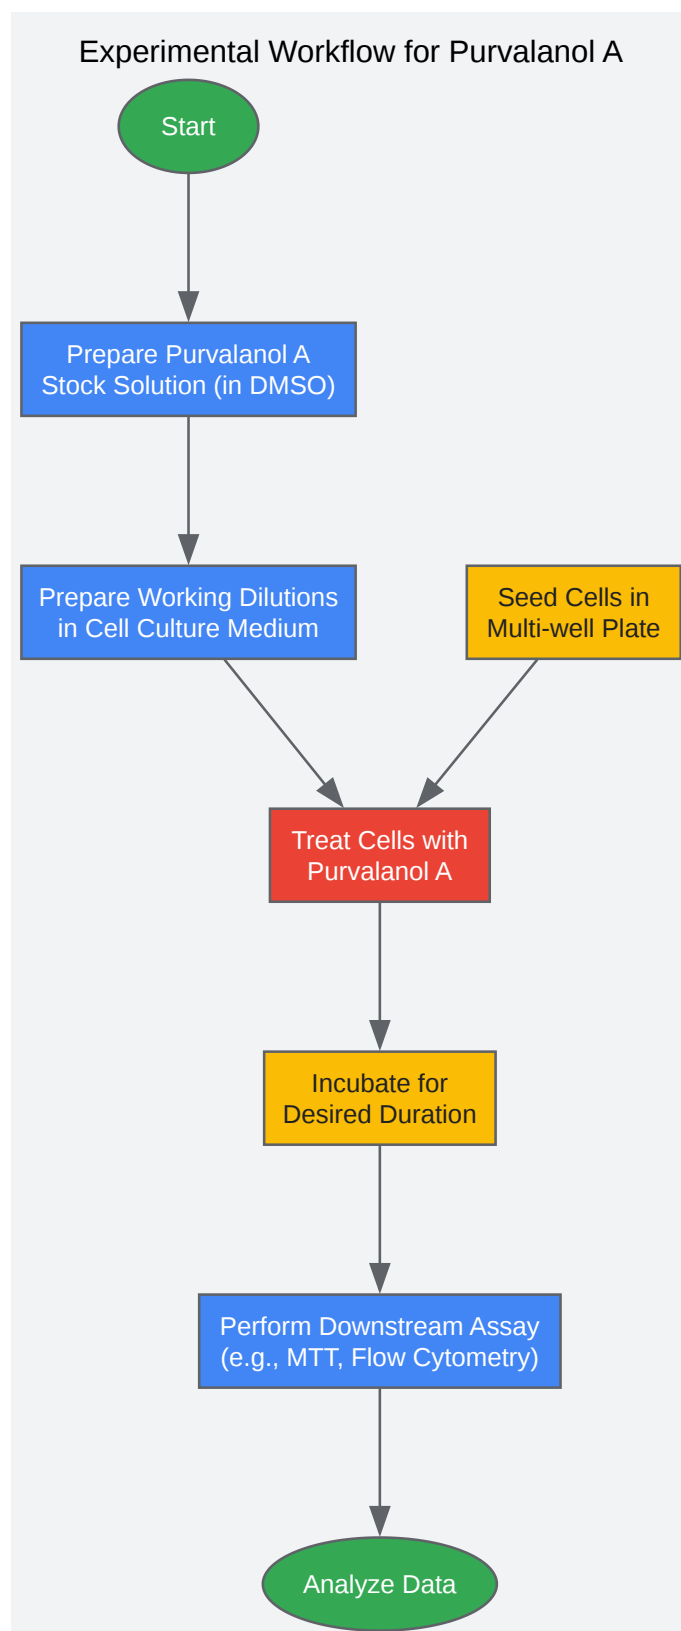 Experimental Workflow for Purvalanol A
Start
Prepare Purvalanol A
Stock Solution (in DMSO)
Prepare Working Dilutions
in Cell Culture Medium
Seed Cells in
Multi-well Plate
Treat Cells with
Purvalanol A
Incubate for
Desired Duration
Perform Downstream Assay
(e.g., MTT, Flow Cytometry)
Analyze Data